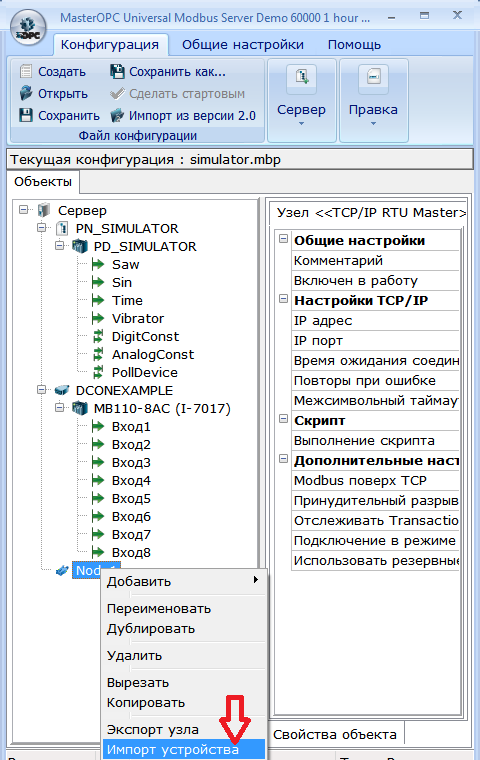 MasterOPC Universal Modbus Server Demo 60000 1 hour ...
Конфигурация Общие настройки Помощь
Создать Сохранить как...
Открыть Сделать стартовым
Сохранить Импорт из версии 2.0
Файл конфигурации
Сервер
Правка
Текущая конфигурация : simulator.mbp
Объекты
Сервер
PN_SIMULATOR
PD_SIMULATOR
Saw
Sin
Time
Vibrator
DigitConst
AnalogConst
PollDevice
DCONEXAMPLE
MB110-8AC (I-7017)
Вход1
Вход2
Вход3
Вход4
Вход5
Вход6
Вход7
Вход8
Добавить
Переименовать
Дублировать
Удалить
Вырезать
Копировать
Экспорт узла
Импорт устройства
Узел <<TCP/IP RTU Master>
Общие настройки
Комментарий
Включен в работу
Настройки TCP/IP
IP адрес
IP порт
Время ожидания соедин
Повторы при ошибке
Межсимвольный таймау
Скрипт
Выполнение скрипта
Дополнительные наст
Modbus поверх TCP
Принудительный разрыв
Отслеживать Transactio
Подключение в режиме
Использовать резервны
Свойства объекта